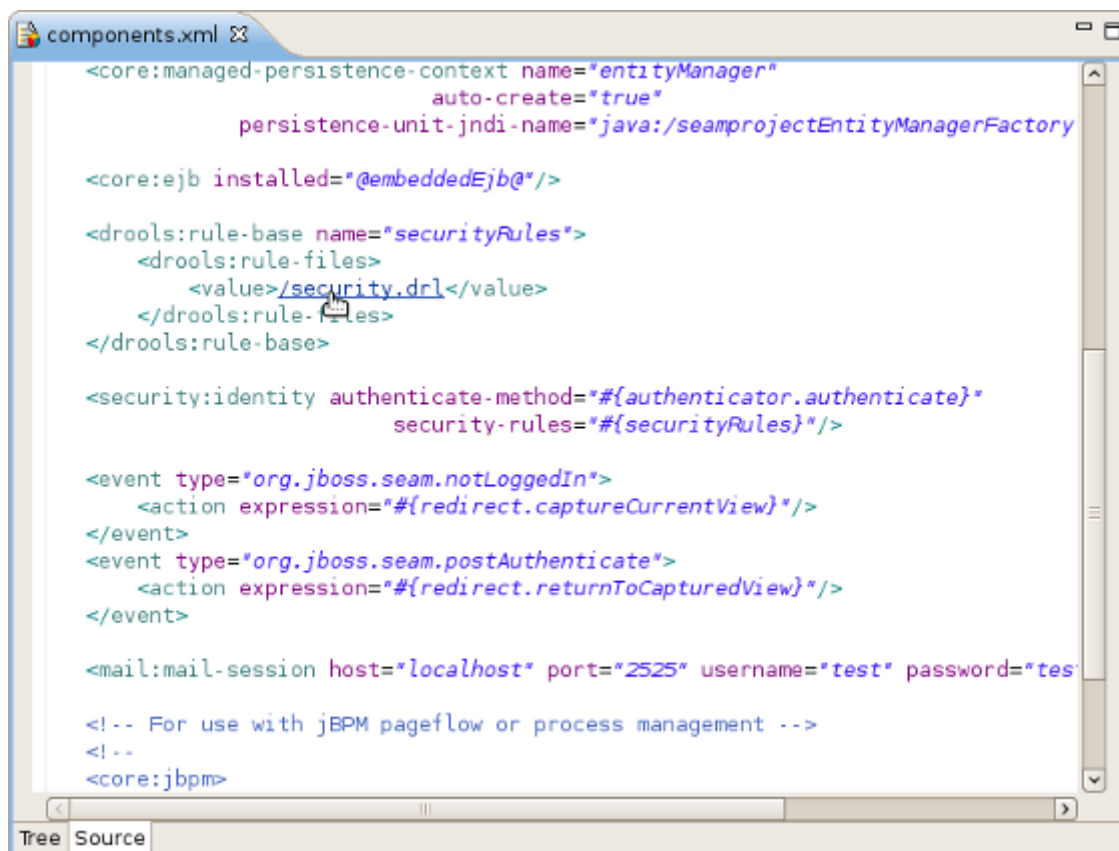 components.xml
<core:managed-persistence-context name="entityManager"
auto-create="true"
persistence-unit-jndi-name="java:/seamprojectEntityManagerFactory
<core:ejb installed="@embeddedEjb@"/>
<drools:rule-base name="securityRules">
<drools:rule-files>
<value>/security.drl</value>
</drools:rule-files>
</drools:rule-base>
<security:identity authenticate-method="#{authenticator.authenticate}"
security-rules="#{securityRules}"/>
<event type="org.jboss.seam.notLoggedIn">
<action expression="#{redirect.captureCurrentView}"/>
</event>
<event type="org.jboss.seam.postAuthenticate">
<action expression="#{redirect.returnToCapturedView}"/>
</event>
<mail:mail-session host="localhost" port="2525" username="test" password="tes
<!-- For use with jBPM pageflow or process management -->
<!--
<core:jbpm>
Tree Source